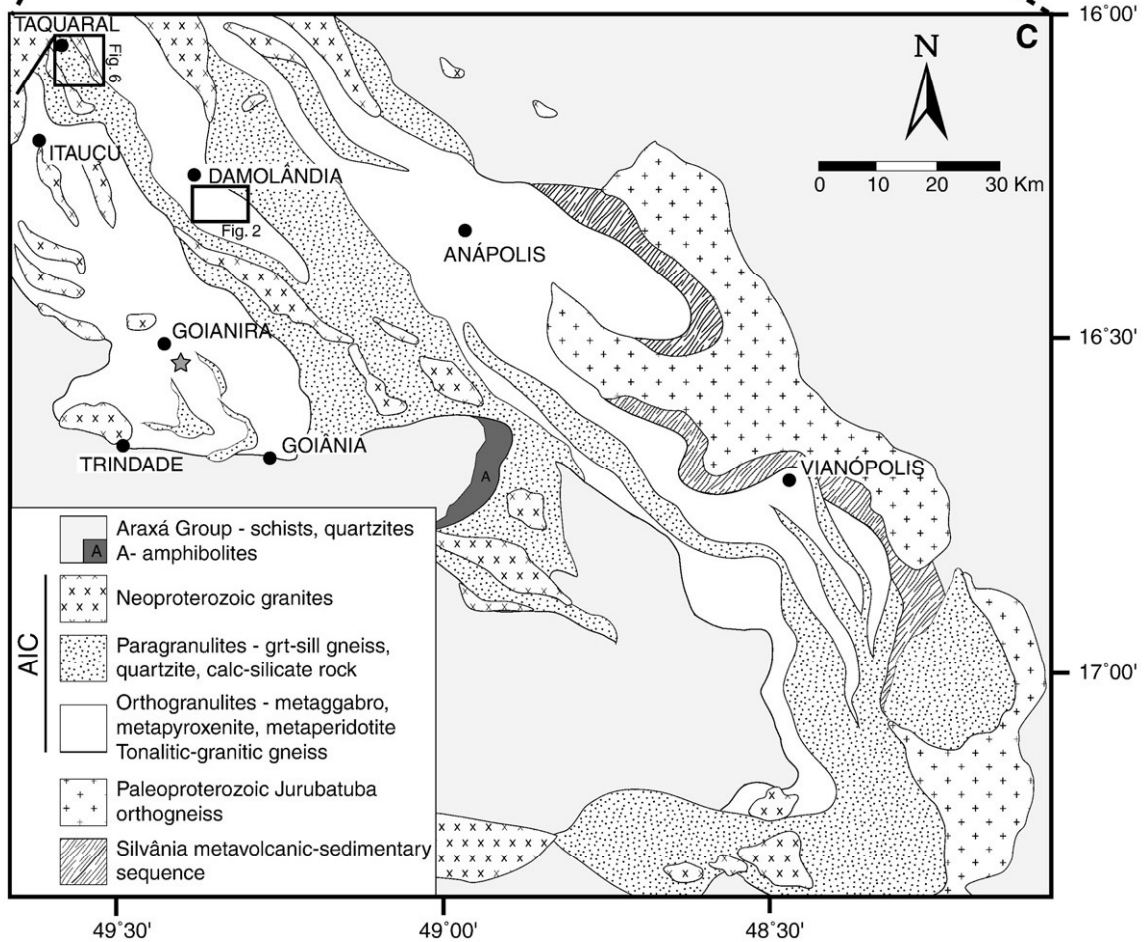 16˚00'
TAQUARAL
C
Fig. 6
N
ITAUÇU
DAMOLÂNDIA
0 10 20 30 Km
Fig. 2
ANÁPOLIS
GOIANIRA
16˚30'
GOIÂNIA
TRINDADE
VIANÓPOLIS
A
A
Araxá Group - schists, quartzites
A- amphibolites
Neoproterozoic granites
AIC
Paragranulites - grt-sill gneiss,
quartzite, calc-silicate rock
17˚00'
Orthogranulites - metaggabro,
metapyroxenite, metaperidotite
Tonalitic-granitic gneiss
Paleoproterozoic Jurubatuba
orthogneiss
Silvânia metavolcanic-sedimentary
sequence
49˚30'
49˚00'
48˚30'